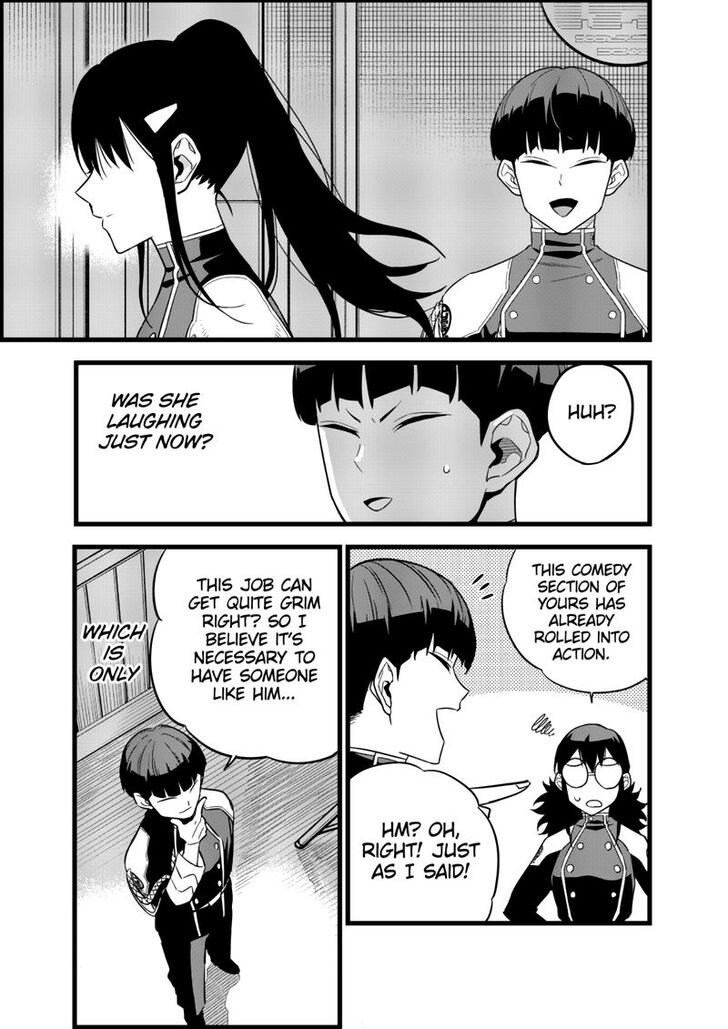 HUH?
WAS SHE
LAUGHING
JUST NOW?
THIS COMEDY
SECTION OF
YOURS HAS
ALREADY
ROLLED INTO
ACTION.
HM? OH,
RIGHT! JUST
AS I SAID!
THIS JOB CAN
GET QUITE GRIM
RIGHT? SO I
BELIEVE IT'S
NECESSARY TO
HAVE SOMEONE
LIKE HIM...
WHICH
IS
ONLY